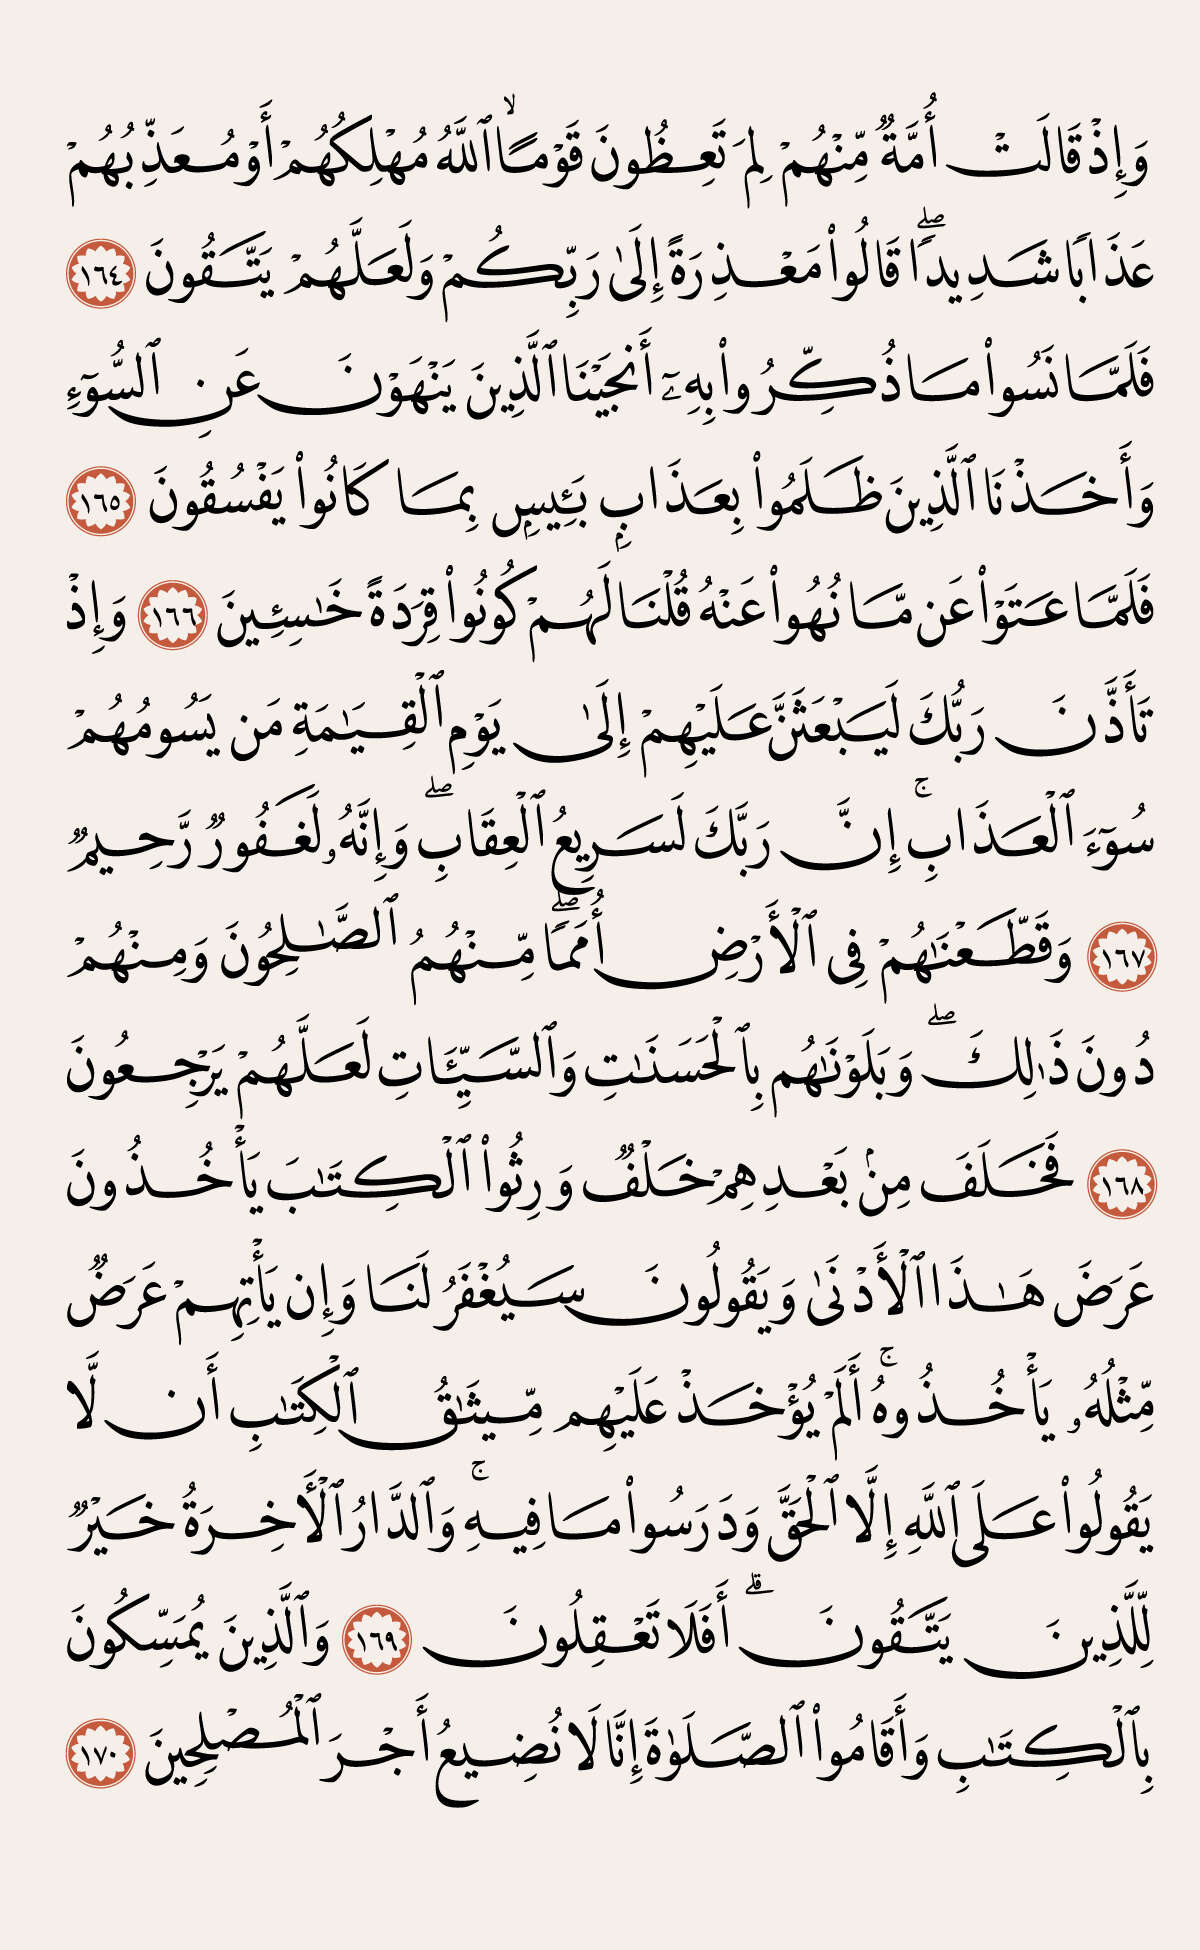 وَإِذْ قَالَتْ أُمَّةٌ مِّنْهُمْ لِمَ تَعِظُونَ قَوْمًا ۙ ٱللَّهُ مُهْلِكُهُمْ أَوْ مُعَذِّبُهُمْ
عَذَابًا شَدِيدًا ۖ قَالُوا۟ مَعْذِرَةً إِلَىٰ رَبِّكُمْ وَلَعَلَّهُمْ يَتَّقُونَ ١٦٤
فَلَمَّا نَسُوا۟ مَا ذُكِّرُوا۟ بِهِۦٓ أَنجَيْنَا ٱلَّذِينَ يَنْهَوْنَ عَنِ ٱلسُّوٓءِ
وَأَخَذْنَا ٱلَّذِينَ ظَلَمُوا۟ بِعَذَابٍۭ بَـِٔيسٍۭ بِمَا كَانُوا۟ يَفْسُقُونَ ١٦٥
فَلَمَّا عَتَوْا۟ عَن مَّا نُهُوا۟ عَنْهُ قُلْنَا لَهُمْ كُونُوا۟ قِرَدَةً خَـٰسِـِٔينَ ١٦٦ وَإِذْ
تَأَذَّنَ رَبُّكَ لَيَبْعَثَنَّ عَلَيْهِمْ إِلَىٰ يَوْمِ ٱلْقِيَـٰمَةِ مَن يَسُومُهُمْ
سُوٓءَ ٱلْعَذَابِ ۚ إِنَّ رَبَّكَ لَسَرِيعُ ٱلْعِقَابِ ۖ وَإِنَّهُۥ لَغَفُورٌ رَّحِيمٌ
١٦٧ وَقَطَّعْنَـٰهُمْ فِى ٱلْأَرْضِ أُمَمًا ۖ مِّنْهُمُ ٱلصَّـٰلِحُونَ وَمِنْهُمْ
دُونَ ذَٰلِكَ ۖ وَبَلَوْنَـٰهُم بِٱلْحَسَنَـٰتِ وَٱلسَّيِّـَٔاتِ لَعَلَّهُمْ يَرْجِعُونَ
١٦٨ فَخَلَفَ مِنۢ بَعْدِهِمْ خَلْفٌ وَرِثُوا۟ ٱلْكِتَـٰبَ يَأْخُذُونَ
عَرَضَ هَـٰذَا ٱلْأَدْنَىٰ وَيَقُولُونَ سَيُغْفَرُ لَنَا وَإِن يَأْتِهِمْ عَرَضٌ
مِّثْلُهُۥ يَأْخُذُوهُ ۚ أَلَمْ يُؤْخَذْ عَلَيْهِم مِّيثَـٰقُ ٱلْكِتَـٰبِ أَن لَّا
يَقُولُوا۟ عَلَى ٱللَّهِ إِلَّا ٱلْحَقَّ وَدَرَسُوا۟ مَا فِيهِ ۗ وَٱلدَّارُ ٱلْأَخِرَةُ خَيْرٌ
لِّلَّذِينَ يَتَّقُونَ ۗ أَفَلَا تَعْقِلُونَ ١٦٩ وَٱلَّذِينَ يُمَسِّكُونَ
بِٱلْكِتَـٰبِ وَأَقَامُوا۟ ٱلصَّلَوٰةَ إِنَّا لَا نُضِيعُ أَجْرَ ٱلْمُصْلِحِينَ ١٧٠